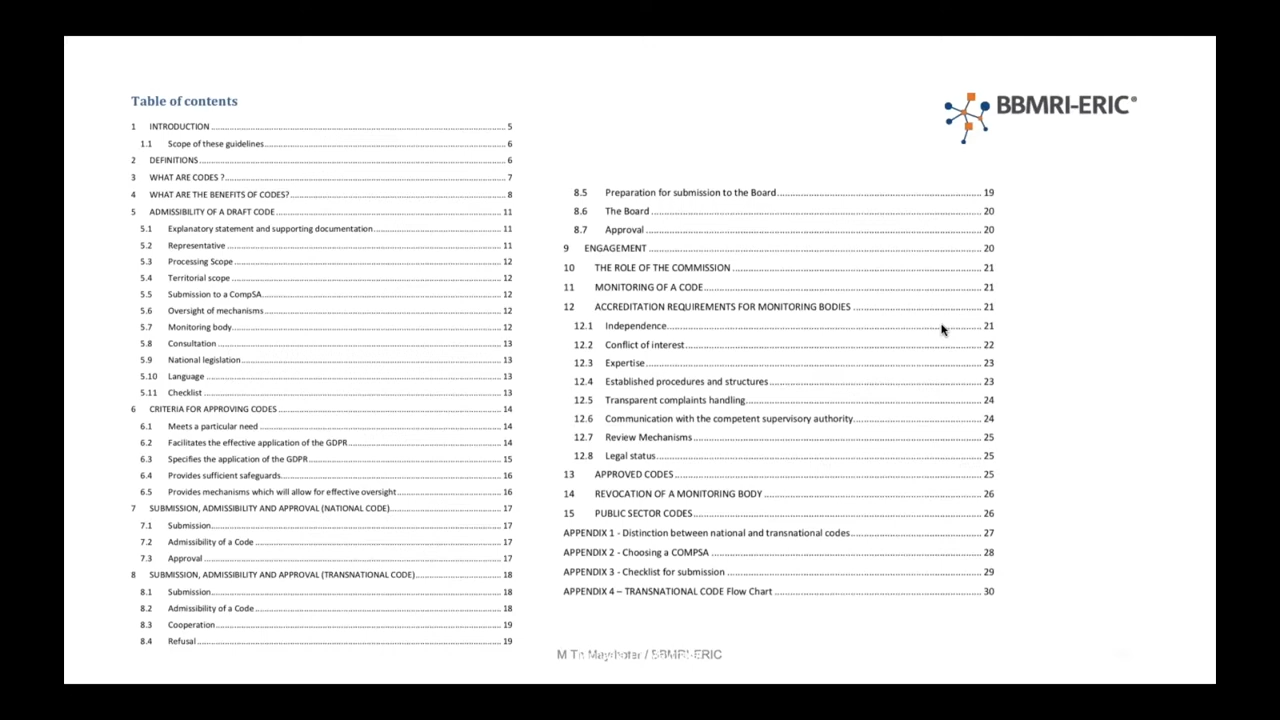 Table of contents
1 INTRODUCTION 5
1.1 Scope of these guidelines 6
2 DEFINITIONS 6
3 WHAT ARE CODES ? 7
4 WHAT ARE THE BENEFITS OF CODES? 8
5 ADMISSIBILITY OF A DRAFT CODE 11
5.1 Explanatory statement and supporting documentation 11
5.2 Representative 11
5.3 Processing Scope 12
5.4 Territorial scope 12
5.5 Submission to a CompSA 12
5.6 Oversight of mechanisms 12
5.7 Monitoring body 12
5.8 Consultation 13
5.9 National legislation 13
5.10 Language 13
5.11 Checklist 13
6 CRITERIA FOR APPROVING CODES 14
6.1 Meets a particular need 14
6.2 Facilitates the effective application of the GDPR 14
6.3 Specifies the application of the GDPR 15
6.4 Provides sufficient safeguards 16
6.5 Provides mechanisms which will allow for effective oversight 16
7 SUBMISSION, ADMISSIBILITY AND APPROVAL (NATIONAL CODE) 17
7.1 Submission 17
7.2 Admissibility of a Code 17
7.3 Approval 17
8 SUBMISSION, ADMISSIBILITY AND APPROVAL (TRANSNATIONAL CODE) 18
8.1 Submission 18
8.2 Admissibility of a Code 18
8.3 Cooperation 19
8.4 Refusal 19
BBMRI-ERIC®
8.5 Preparation for submission to the Board 19
8.6 The Board 20
8.7 Approval 20
9 ENGAGEMENT 20
10 THE ROLE OF THE COMMISSION 21
11 MONITORING OF A CODE 21
12 ACCREDITATION REQUIREMENTS FOR MONITORING BODIES 21
12.1 Independence 21
12.2 Conflict of interest 22
12.3 Expertise 23
12.4 Established procedures and structures 23
12.5 Transparent complaints handling 24
12.6 Communication with the competent supervisory authority 24
12.7 Review Mechanisms 25
12.8 Legal status 25
13 APPROVED CODES 25
14 REVOCATION OF A MONITORING BODY 26
15 PUBLIC SECTOR CODES 26
APPENDIX 1 - Distinction between national and transnational codes 27
APPENDIX 2 - Choosing a COMPSA 28
APPENDIX 3 - Checklist for submission 29
APPENDIX 4 – TRANSNATIONAL CODE Flow Chart 30
/ BBMRI-ERIC